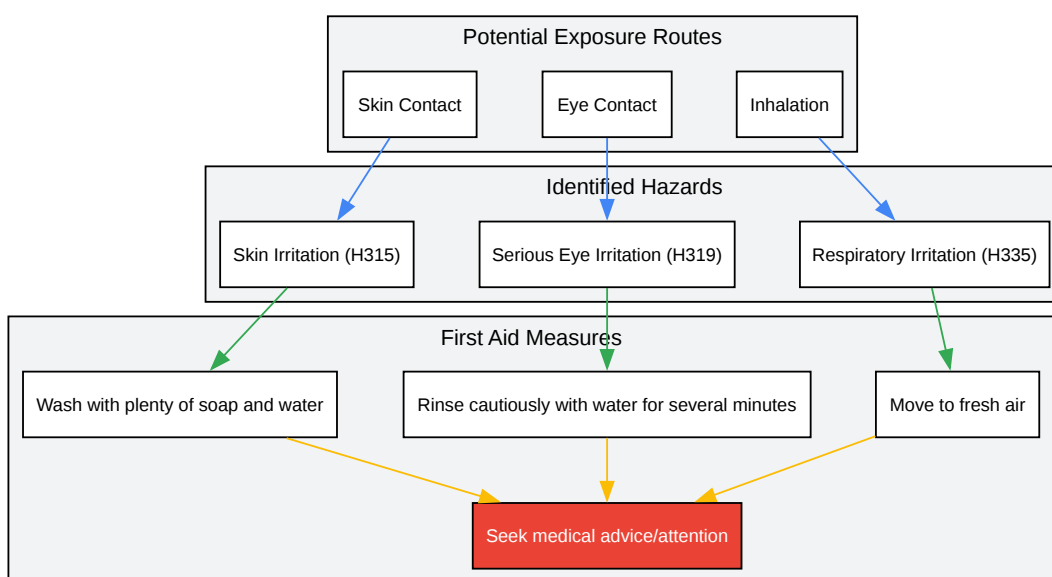 Potential Exposure Routes
Skin Contact
Eye Contact
Inhalation
Identified Hazards
Skin Irritation (H315)
Serious Eye Irritation (H319)
Respiratory Irritation (H335)
First Aid Measures
Wash with plenty of soap and water
Rinse cautiously with water for several minutes
Move to fresh air
Seek medical advice/attention